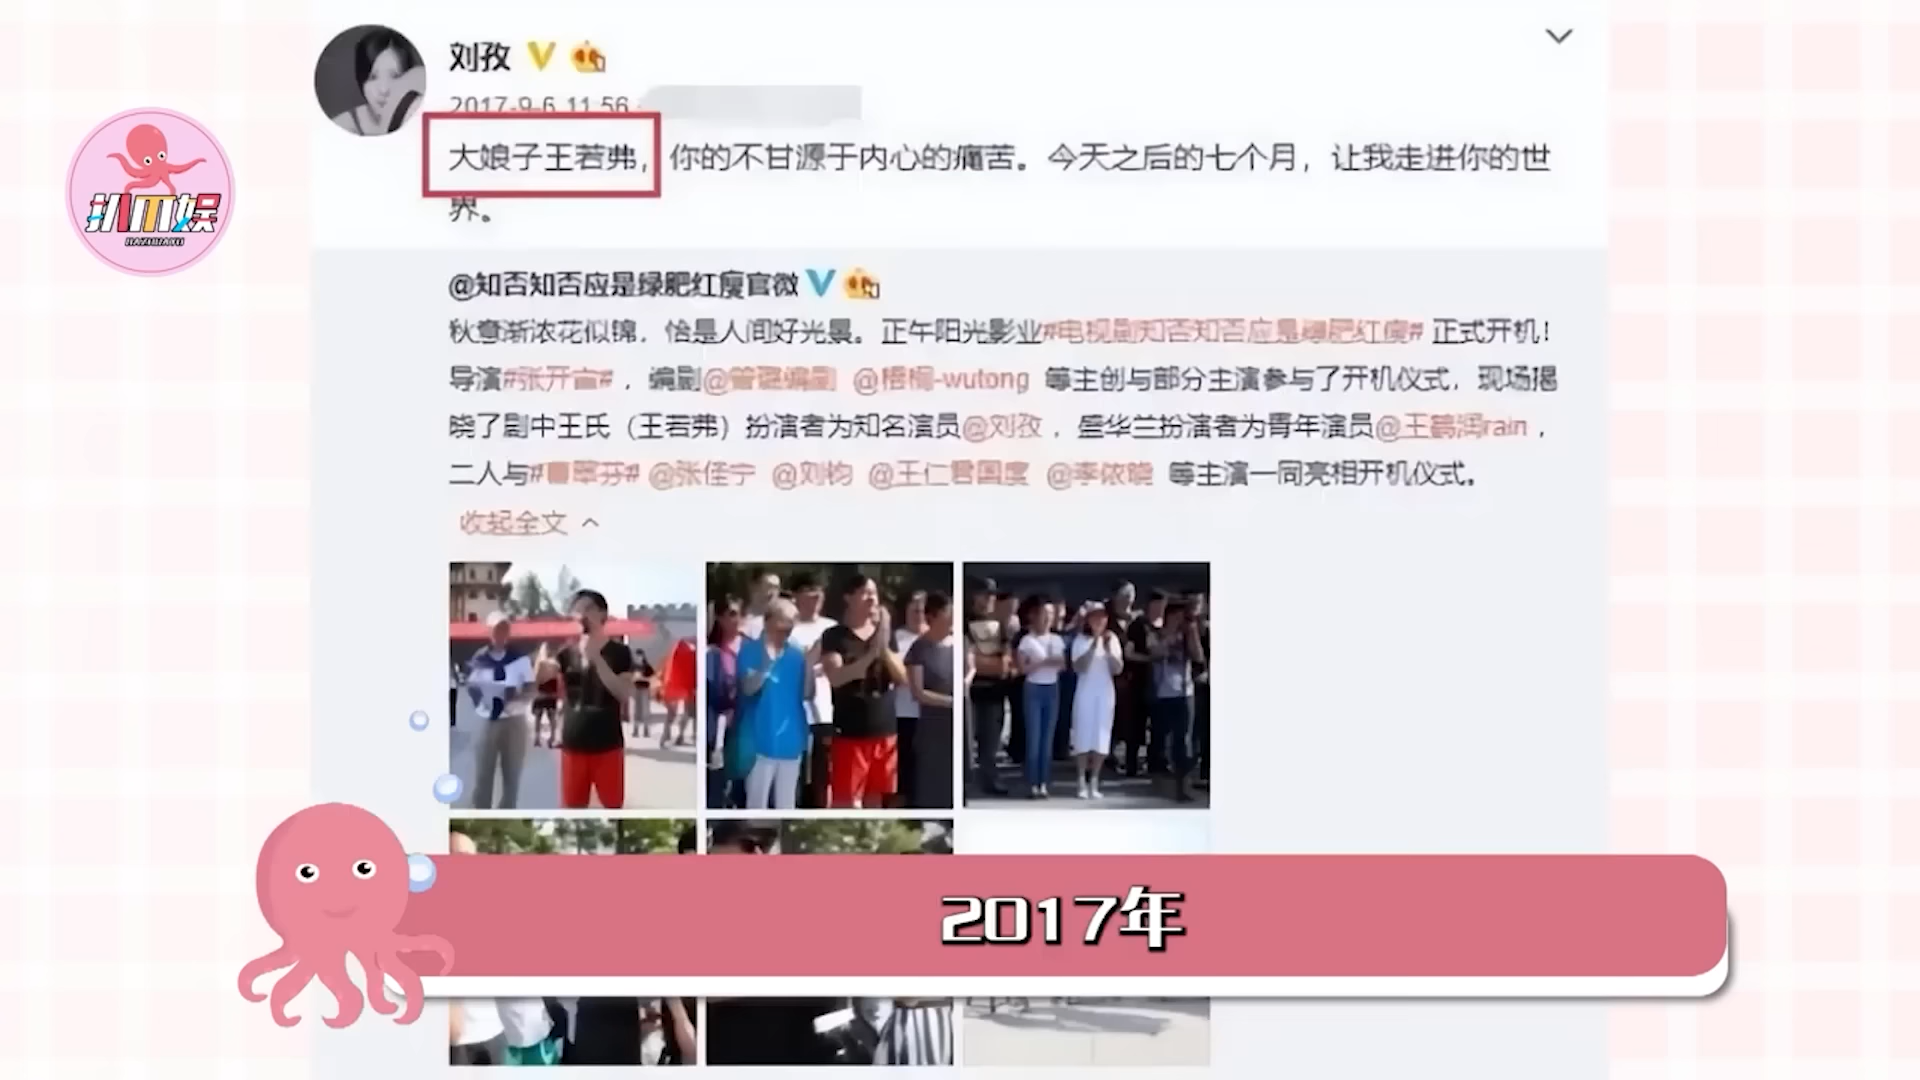 刘孜
2017-9-6 11:56
大娘子王若弗，你的不甘源于内心的痛苦。今天之后的七个月，让我走进你的世
界。
@知否知否应是绿肥红瘦官微
秋意渐浓花似锦，恰是人间好光景。正午阳光影业#电视剧知否知否应是绿肥红瘦# 正式开机！
导演#张开宙#，编剧@曾璐编剧 @梧桐-wutong 等主创与部分主演参与了开机仪式，现场揭
晓了剧中王氏（王若弗）扮演者为知名演员@刘孜，盛华兰扮演者为青年演员@王鹤润rain，
二人与#曹翠芬# @张佳宁 @刘钧 @王仁君国度 @李依晓 等主演一同亮相开机仪式。
收起全文
扒爪娱
BAZHUAYU
2017年